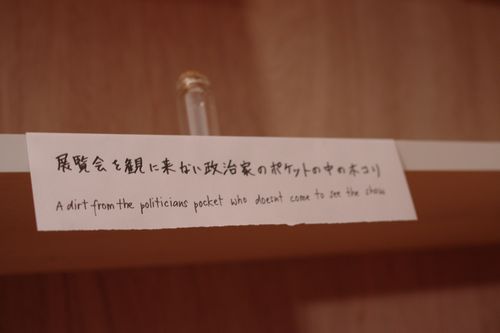 展覧会を観に来ない政治家のポケットの中のホコリ
A dirt from the politicians pocket who doesnt come to see the show